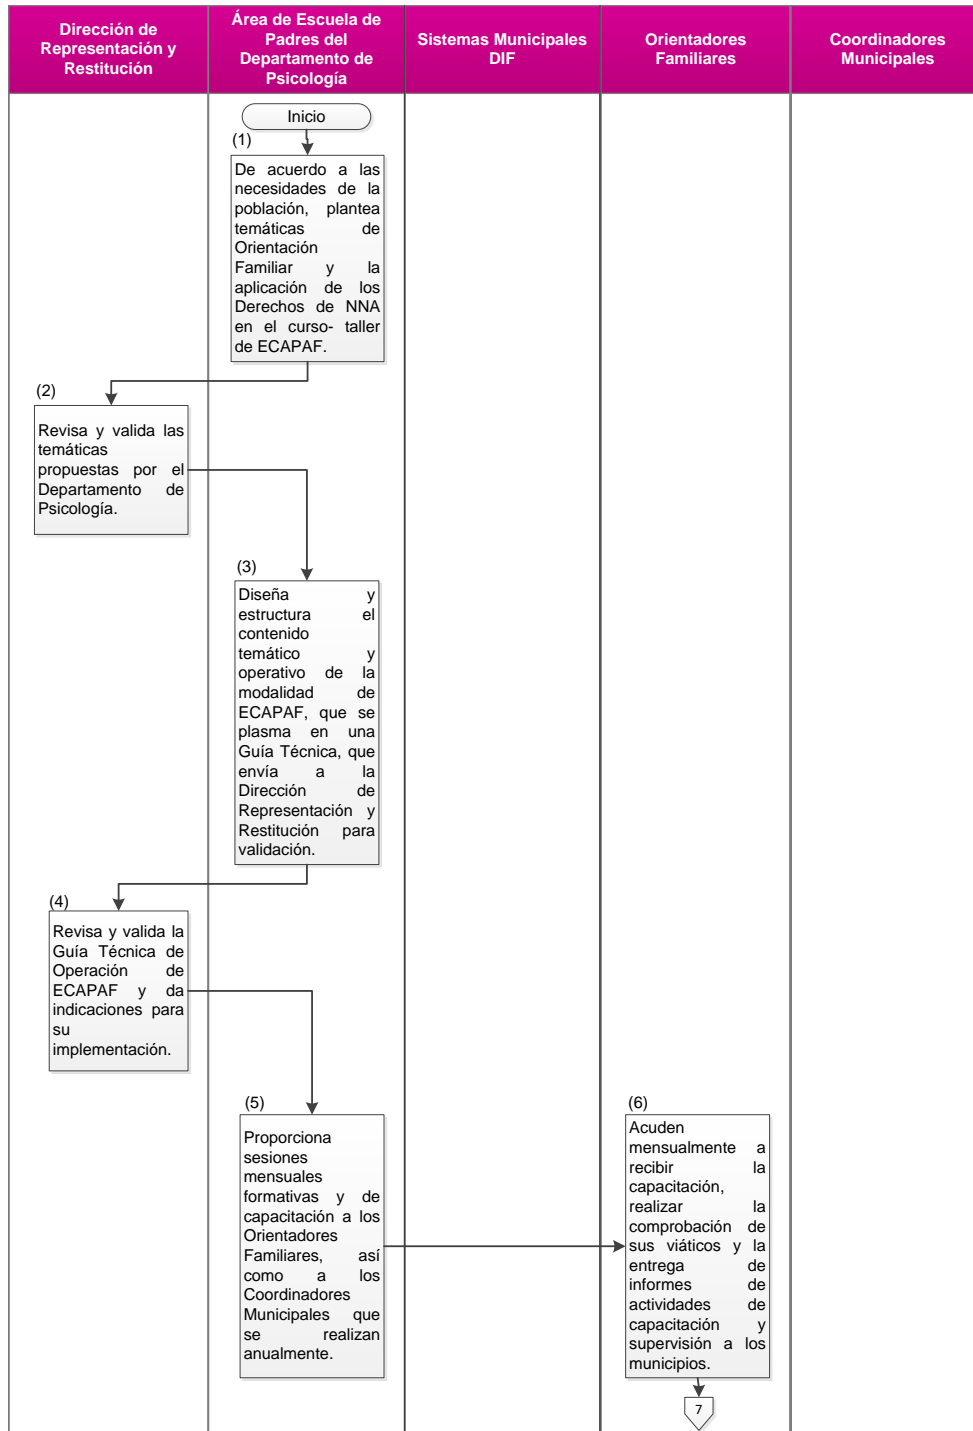 Dirección de
Representación y
Restitución
Área de Escuela de
Padres del
Departamento de
Psicología
Sistemas Municipales
DIF
Orientadores
Familiares
Coordinadores
Municipales
Inicio
(1)
De acuerdo a las
necesidades de la
población, plantea
temáticas de
Orientación
Familiar y la
aplicación de los
Derechos de NNA
en el curso- taller
de ECAPAF.
(2)
Revisa y valida las
temáticas
propuestas por el
Departamento de
Psicología.
(3)
Diseña y
estructura el
contenido
temático y
operativo de la
modalidad de
ECAPAF, que se
plasma en una
Guía Técnica, que
envía a la
Dirección de
Representación y
Restitución para
validación.
(4)
Revisa y valida la
Guía Técnica de
Operación de
ECAPAF y da
indicaciones para
su
implementación.
(5)
Proporciona
sesiones
mensuales
formativas y de
capacitación a los
Orientadores
Familiares, así
como a los
Coordinadores
Municipales que
se realizan
anualmente.
(6)
Acuden
mensualmente a
recibir la
capacitación,
realizar la
comprobación de
sus viáticos y la
entrega de
informes de
actividades de
capacitación y
supervisión a los
municipios.
7